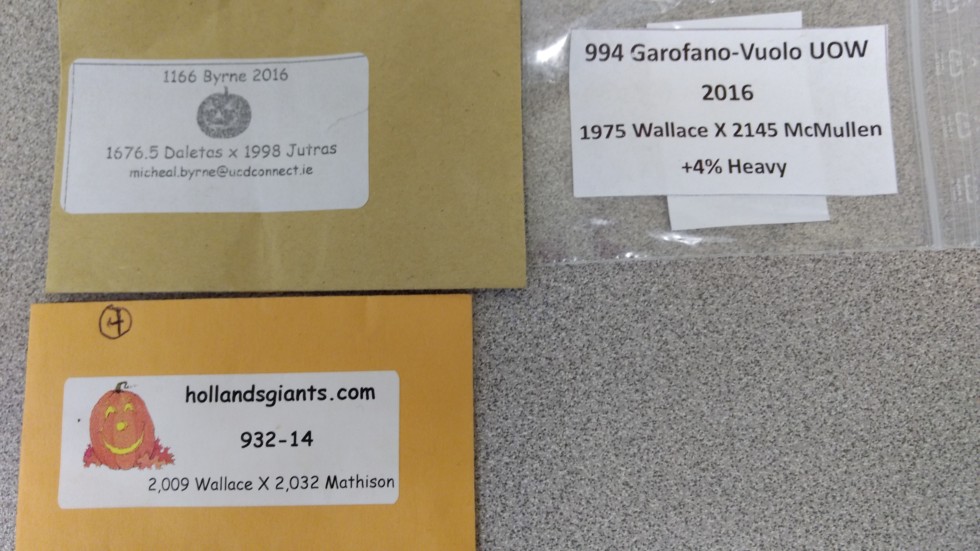 1166 Byrne 2016
1676.5 Daletas x 1998 Jutras
micheal.byrne@ucdconnect.ie
994 Garofano-Vuolo UOW
2016
1975 Wallace X 2145 McMullen
+4% Heavy
4
hollandsgiants.com
932-14
2,009 Wallace X 2,032 Mathison